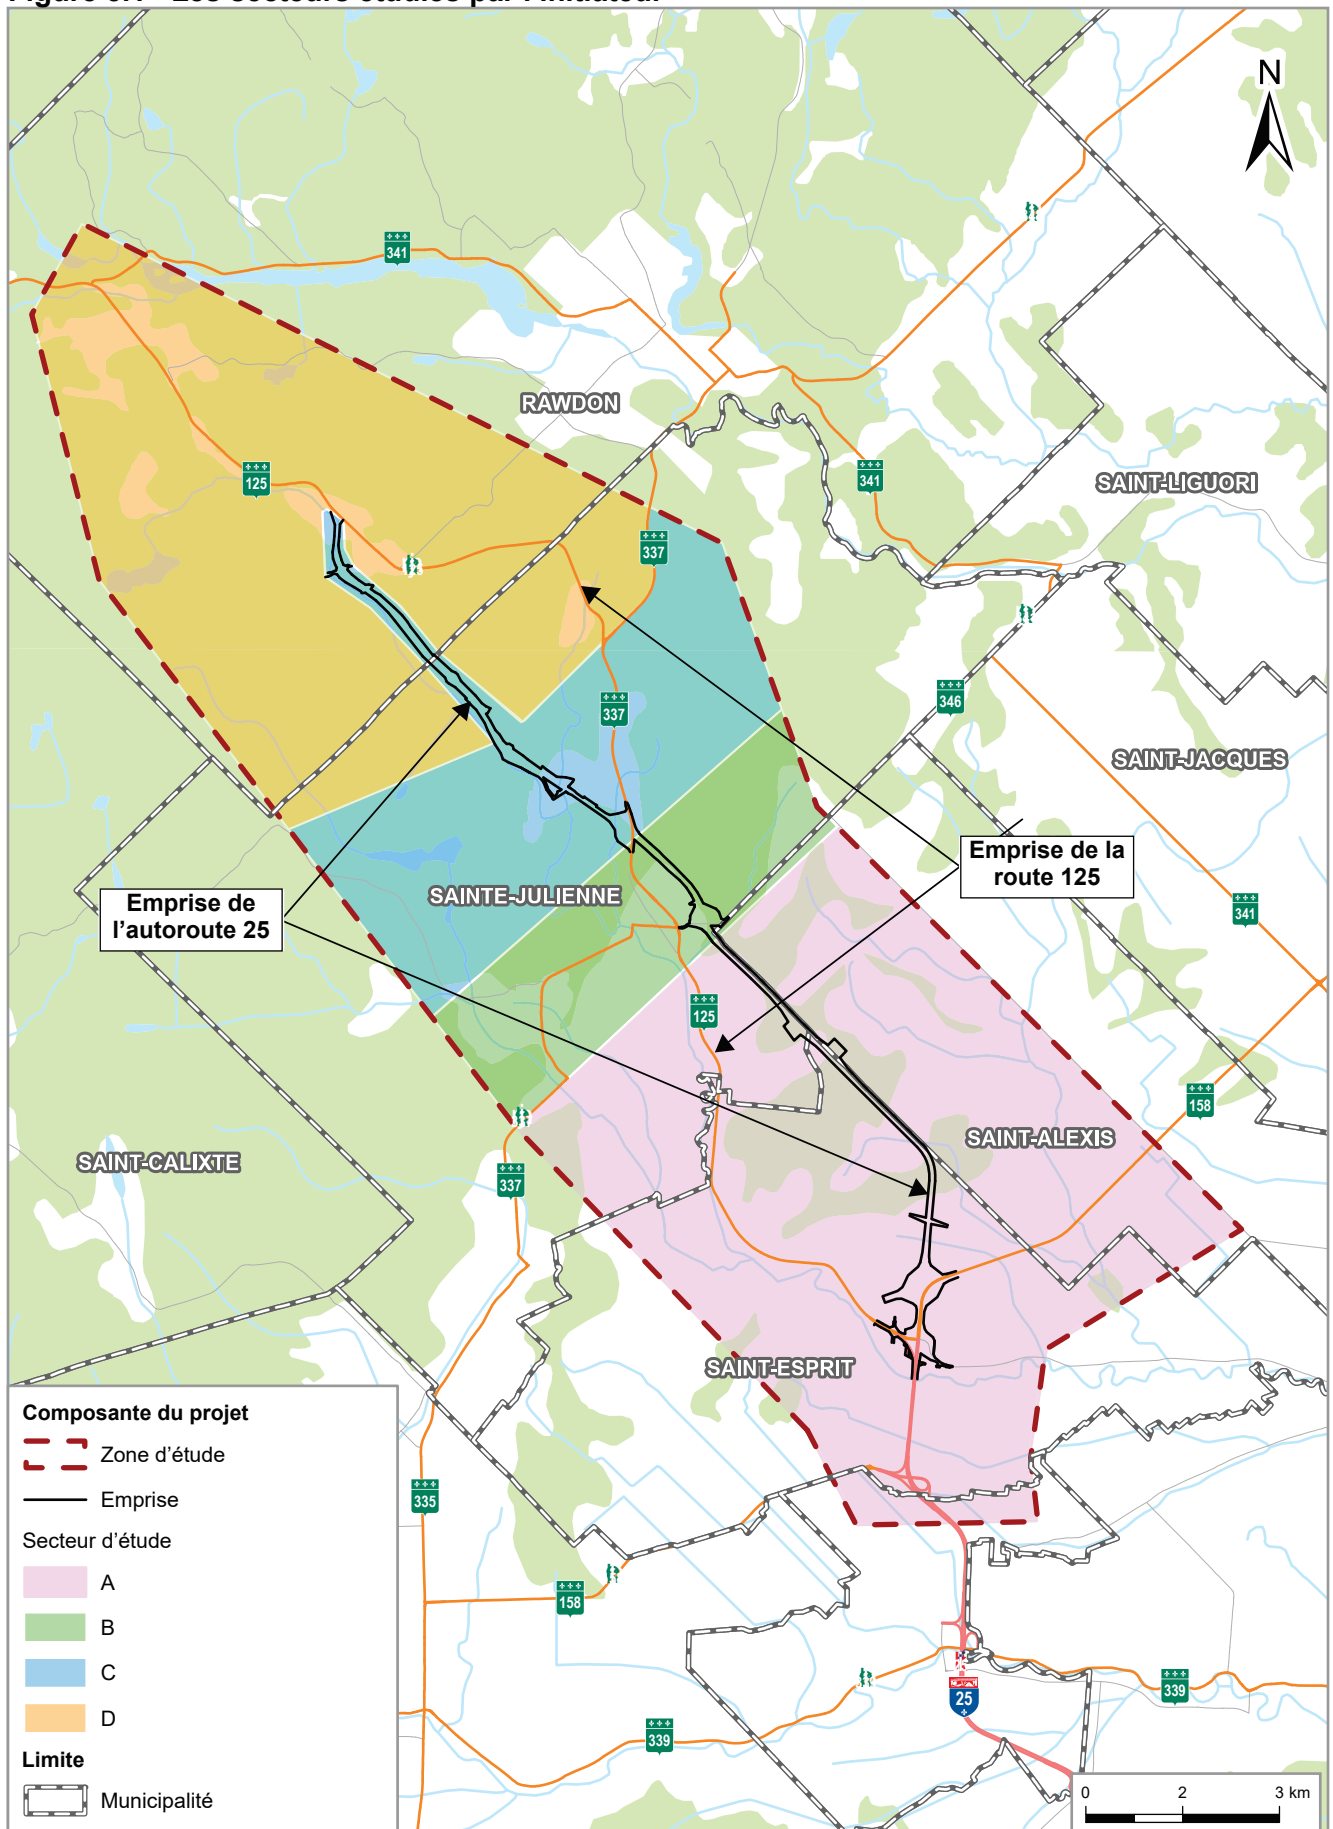 N
341
RAWDON
125
341
SAINT-LIGUORI
337
346
337
SAINT-JACQUES
Emprise de la
route 125
SAINTE-JULIENNE
Emprise de
l’autoroute 25
341
125
158
SAINT-ALEXIS
SAINT-CALIXTE
337
SAINT-ESPRIT
Composante du projet
Zone d’étude
Emprise
335
Secteur d’étude
A
B
158
C
D
339
25
339
Limite
Municipalité
0 2 3 km